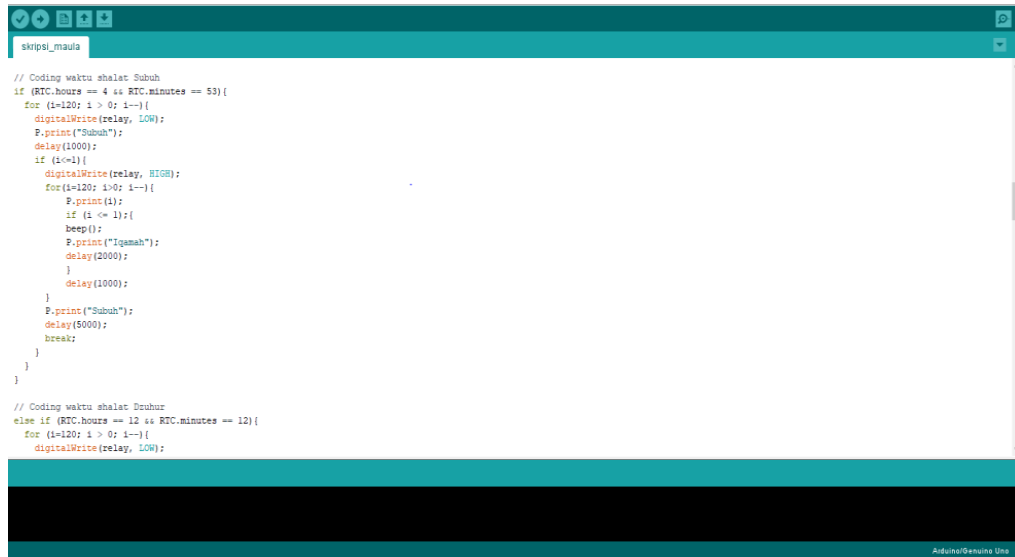 skripsi_maula
// Coding waktu shalat Subuh
if (RTC.hours == 4 && RTC.minutes == 53){
for (i=120; i > 0; i--){
digitalWrite(relay, LOW);
P.print("Subuh");
delay(1000);
if (i<=1){
digitalWrite(relay, HIGH);
for(i=120; i>0; i--){
P.print(i);
if (i <= 1);{
beep();
P.print("Iqamah");
delay(2000);
}
delay(1000);
}
P.print("Subuh");
delay(5000);
break;
}
}
}
// Coding waktu shalat Dzuhur
else if (RTC.hours == 12 && RTC.minutes == 12){
for (i=120; i > 0; i--){
digitalWrite(relay, LOW);
Arduino/Genuino Uno